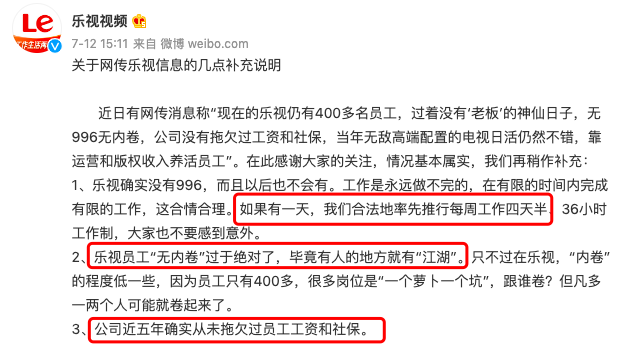 Le
工作生活两
乐视视频
7-12 15:11 来自 微博 weibo.com
关于网传乐视信息的几点补充说明
近日有网传消息称“现在的乐视仍有400多名员工，过着没有‘老板’的神仙日子，无
996无内卷，公司没有拖欠过工资和社保，当年无敌高端配置的电视日活仍然不错，靠
运营和版权收入养活员工”。在此感谢大家的关注，情况基本属实，我们再稍作补充：
1、乐视确实没有996，而且以后也不会有。工作是永远做不完的，在有限的时间内完成
有限的工作，这合情合理。如果有一天，我们合法地率先推行每周工作四天半、36小时
工作制，大家也不要感到意外。
2、乐视员工“无内卷”过于绝对了，毕竟有人的地方就有“江湖”。只不过在乐视，“内卷”
的程度低一些，因为员工只有400多，很多岗位是“一个萝卜一个坑”，跟谁卷？但凡多
一两个人可能就卷起来了。
3、公司近五年确实从未拖欠过员工工资和社保。